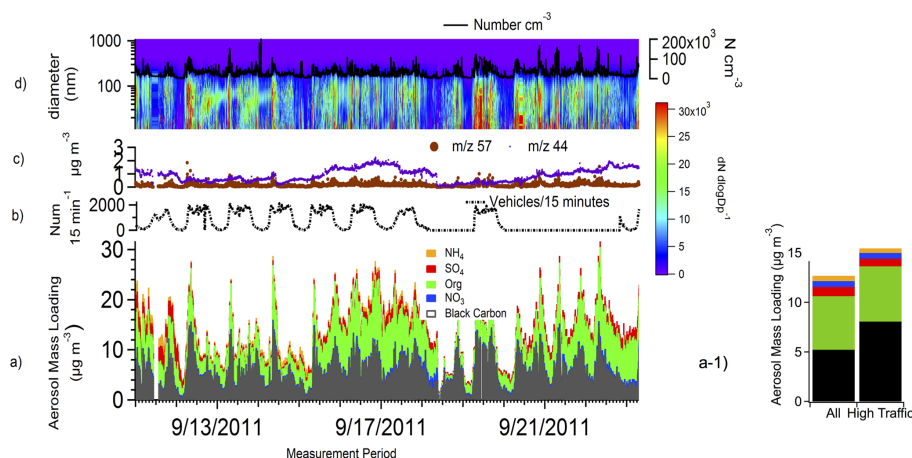 Number cm-3
1000
100
diameter
(nm)
d)
200x10³
100
0
N cm-3
30x10³
25
20
15
10
5
0
dN dlogDp-1
c)
µg m-3
3
2
1
0
m/z 57
m/z 44
b)
Num
15 min-1
2000
0
Vehicles/15 minutes
a)
Aerosol Mass Loading
(µg m-3)
30
20
10
0
NH4
SO4
Org
NO3
Black Carbon
9/13/2011
9/17/2011
9/21/2011
Measurement Period
a-1)
Aerosol Mass Loading (µg m-3)
15
10
5
0
All
High Traffic